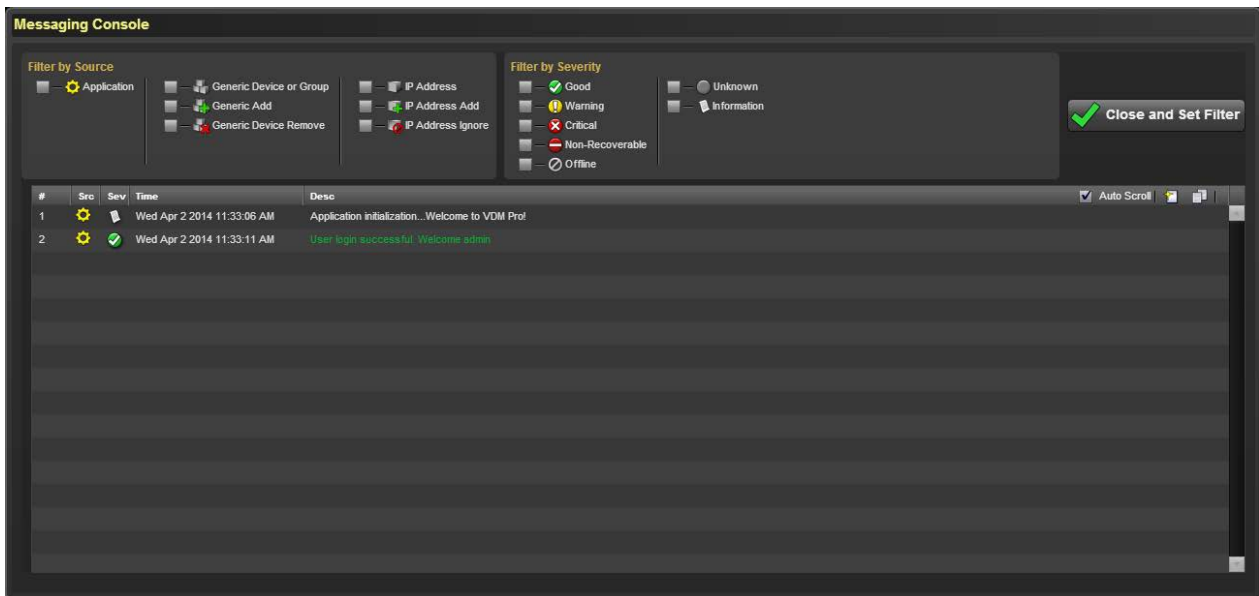 Messaging Console
Filter by Source
Application
Generic Device or Group
Generic Add
Generic Device Remove
IP Address
IP Address Add
IP Address Ignore
Filter by Severity
Good
Warning
Critical
Non-Recoverable
Offline
Unknown
Information
Close and Set Filter
# Src Sev Time Desc Auto Scroll
1 Wed Apr 2 2014 11:33:06 AM Application initialization...Welcome to VDM Pro!
2 Wed Apr 2 2014 11:33:11 AM User login successful. Welcome admin